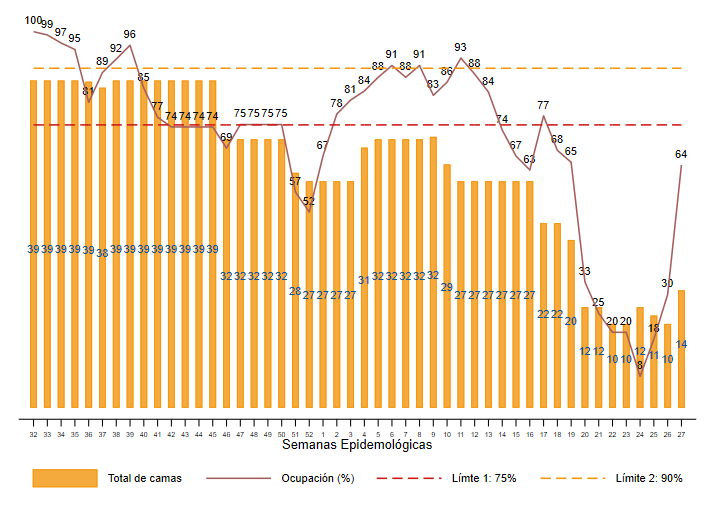 100 99 97 95 81 89 92 96 85 77 74 74 74 74 69 75 75 75 75 57 52 67 78 81 84 88 91 88 91 83 86 93 88 84 74 67 63 77 68 65 33 25 20 20 8 18 30 64
39 39 39 39 39 38 39 39 39 39 39 39 39 39 32 32 32 32 32 28 27 27 27 27 31 32 32 32 32 32 29 27 27 27 27 27 27 22 22 20 12 12 10 10 12 11 10 14
32 33 34 35 36 37 38 39 40 41 42 43 44 45 46 47 48 49 50 51 52 1 2 3 4 5 6 7 8 9 10 11 12 13 14 15 16 17 18 19 20 21 22 23 24 25 26 27
Semanas Epidemológicas
Total de camas Ocupación (%) Límte 1: 75% Límite 2: 90%